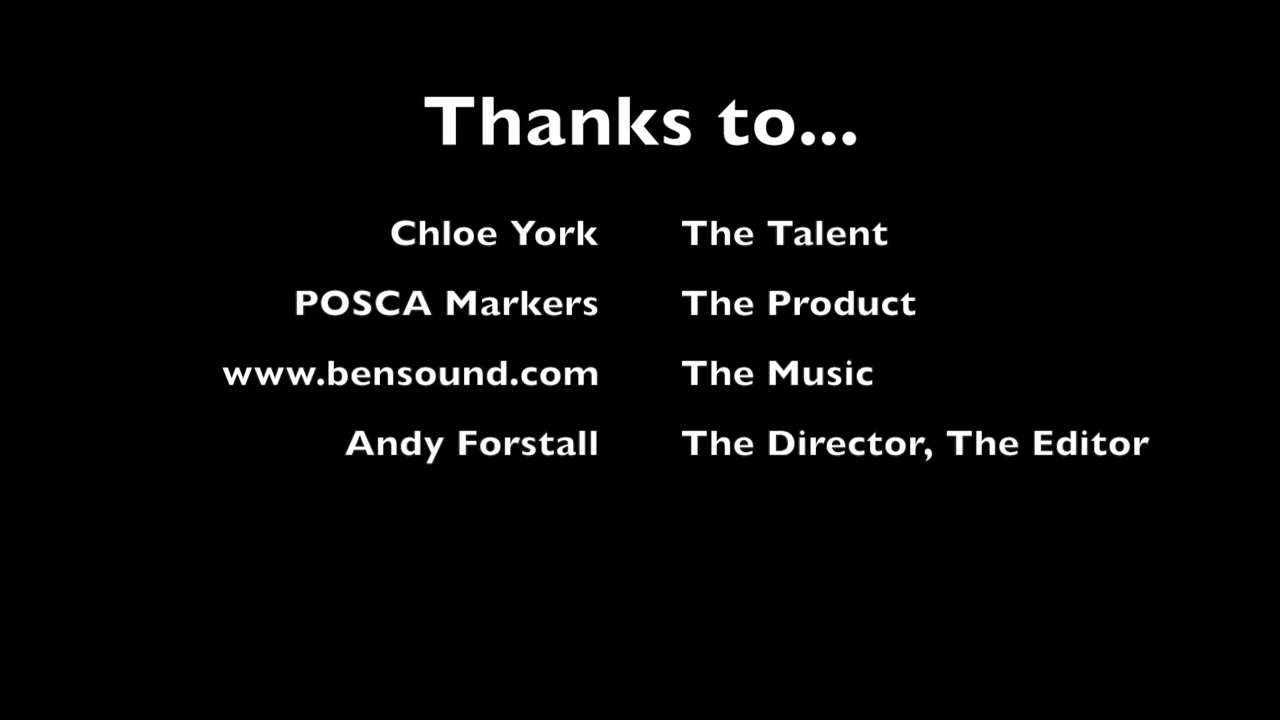 Thanks to...
Chloe York The Talent
POSCA Markers The Product
www.bensound.com The Music
Andy Forstall The Director, The Editor